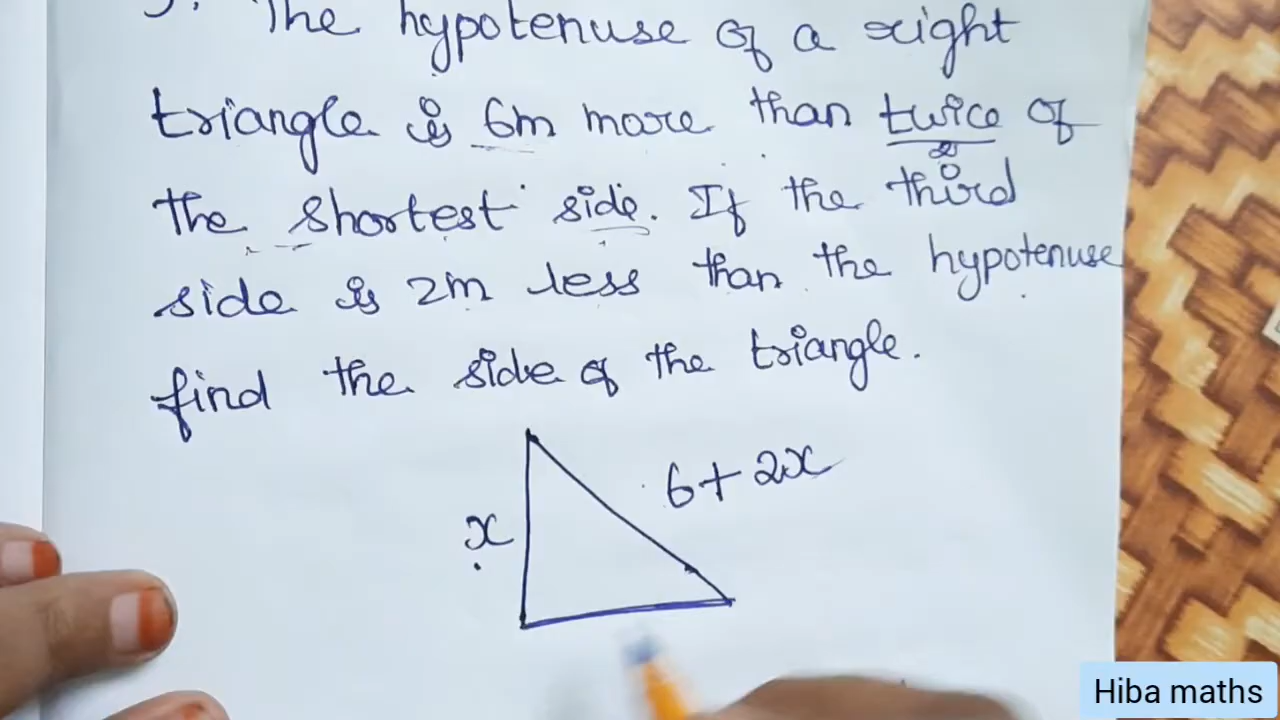 The hypotenuse of a right
triangle is 6m more than twice of
the shortest side. If the third
side is 2m less than the hypotenuse
find the side of the triangle.
6+2x
x
Hiba maths